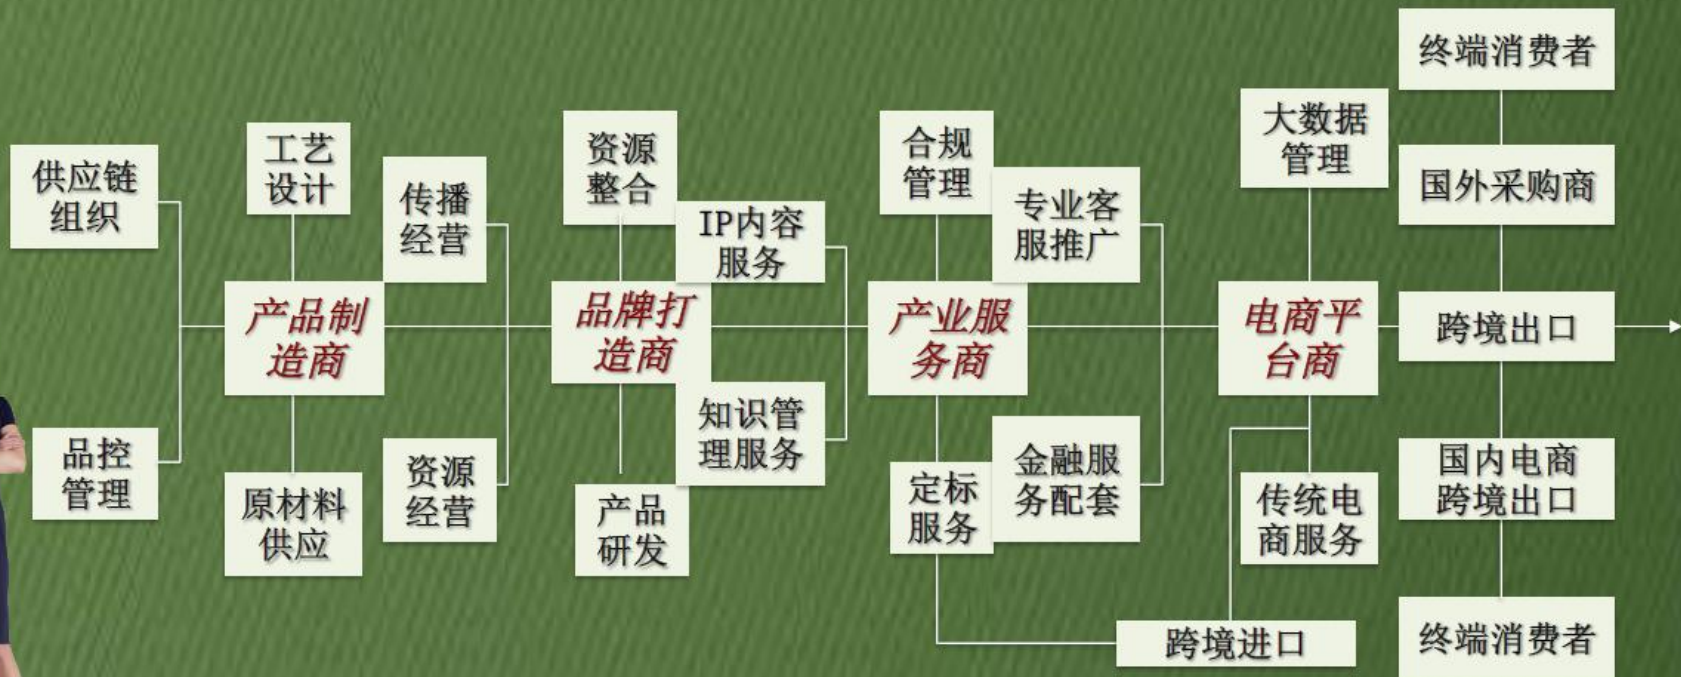 供应链
组织
品控
管理
工艺
设计
产品制
造商
原材料
供应
传播
经营
资源
经营
资源
整合
品牌打
造商
产品
研发
IP内容
服务
知识管
理服务
合规
管理
产业服
务商
定标
服务
专业客
服推广
金融服
务配套
大数据
管理
电商平
台商
传统电
商服务
跨境进口
终端消费者
国外采购商
跨境出口
国内电商
跨境出口
终端消费者